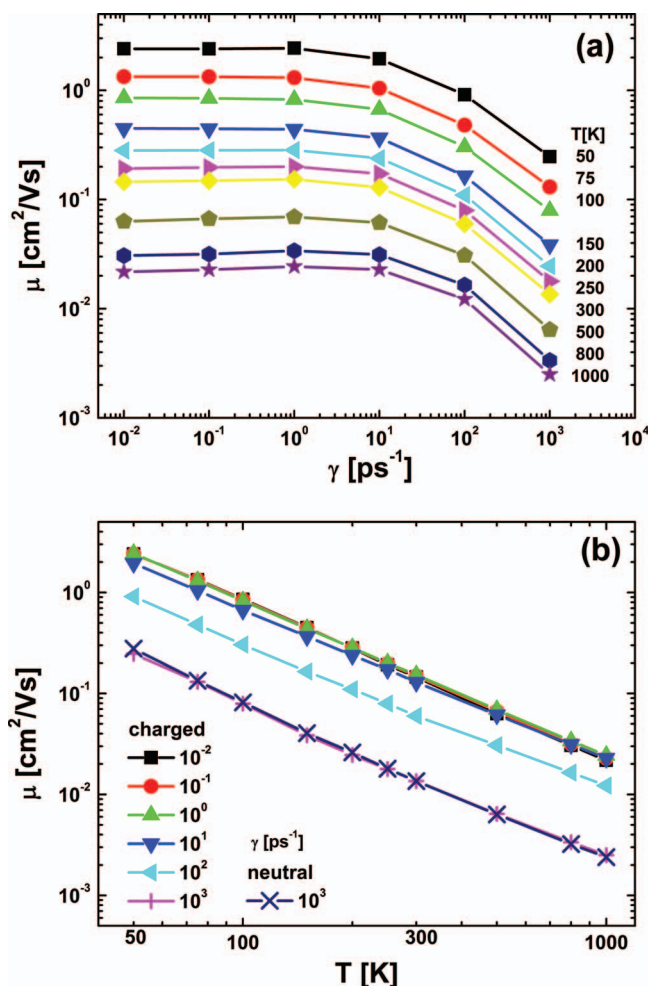 (a)
10⁰
10⁻¹
10⁻²
10⁻³
μ [cm²/Vs]
T[K]
50
75
100
150
200
250
300
500
800
1000
10⁻² 10⁻¹ 10⁰ 10¹ 10² 10³ 10⁴
γ [ps⁻¹]
(b)
10⁰
10⁻¹
10⁻²
10⁻³
μ [cm²/Vs]
charged
10⁻²
10⁻¹
10⁰
10¹
10²
10³
γ [ps⁻¹]
neutral
10³
50 100 300 1000
T [K]